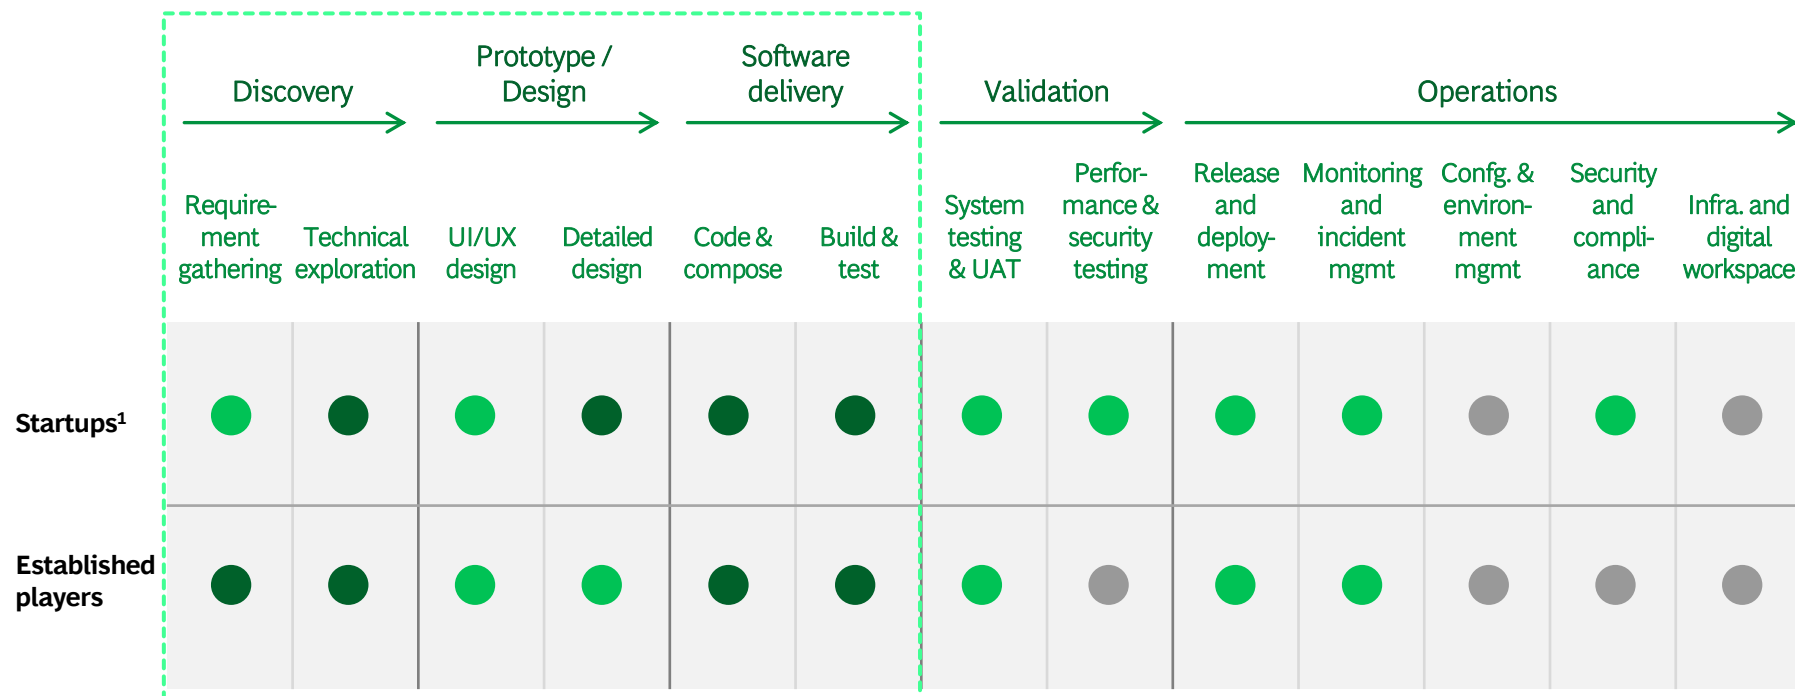 Discovery
Prototype /
Design
Software
delivery
Validation
Operations
Require-
ment
gathering
Technical
exploration
UI/UX
design
Detailed
design
Code &
compose
Build &
test
System
testing
& UAT
Perfor-
mance &
security
testing
Release
and
deploy-
ment
Monitoring
and
incident
mgmt
Confg. &
environ-
ment
mgmt
Security
and
compli-
ance
Infra. and
digital
workspace
Startups¹
Established
players